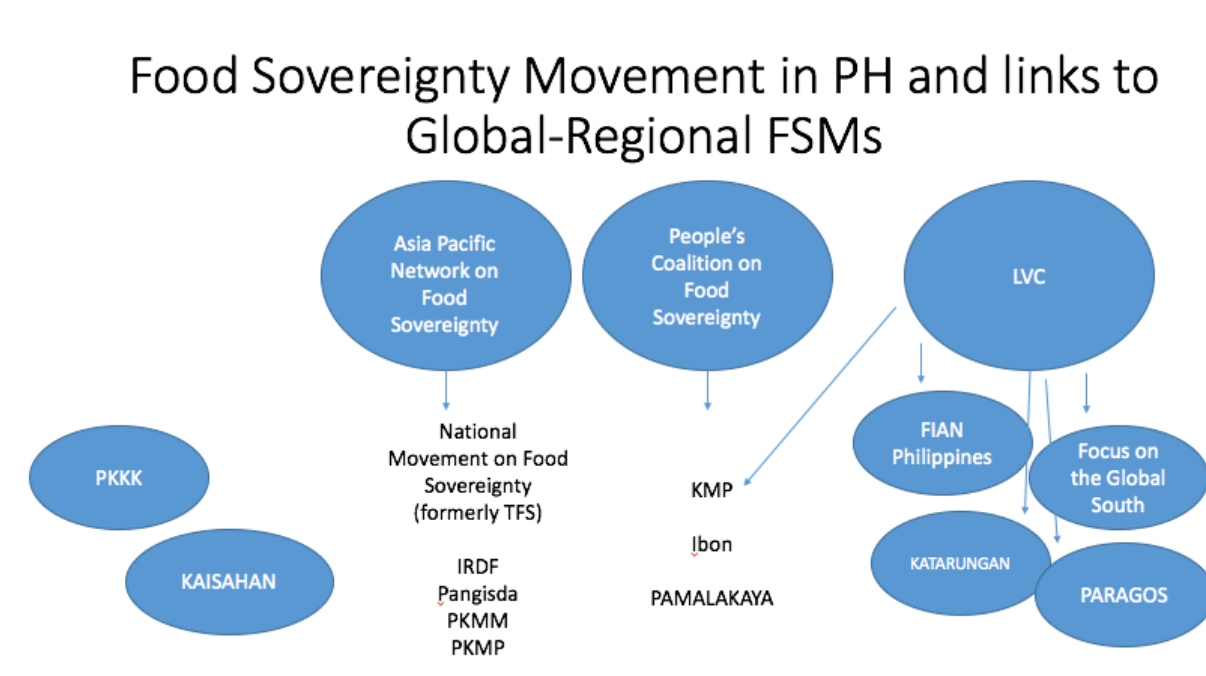 Food Sovereignty Movement in PH and links to
Global-Regional FSMs
Asia Pacific
Network on
Food
Sovereignty
People’s
Coalition on
Food
Sovereignty
LVC
National
Movement on Food
Sovereignty
(formerly TFS)
IRDF
Pangisda
PKMM
PKMP
KMP
Ibon
PAMALAKAYA
FIAN
Philippines
Focus on
the Global
South
KATARUNGAN
PARAGOS
PKKK
KAISAHAN